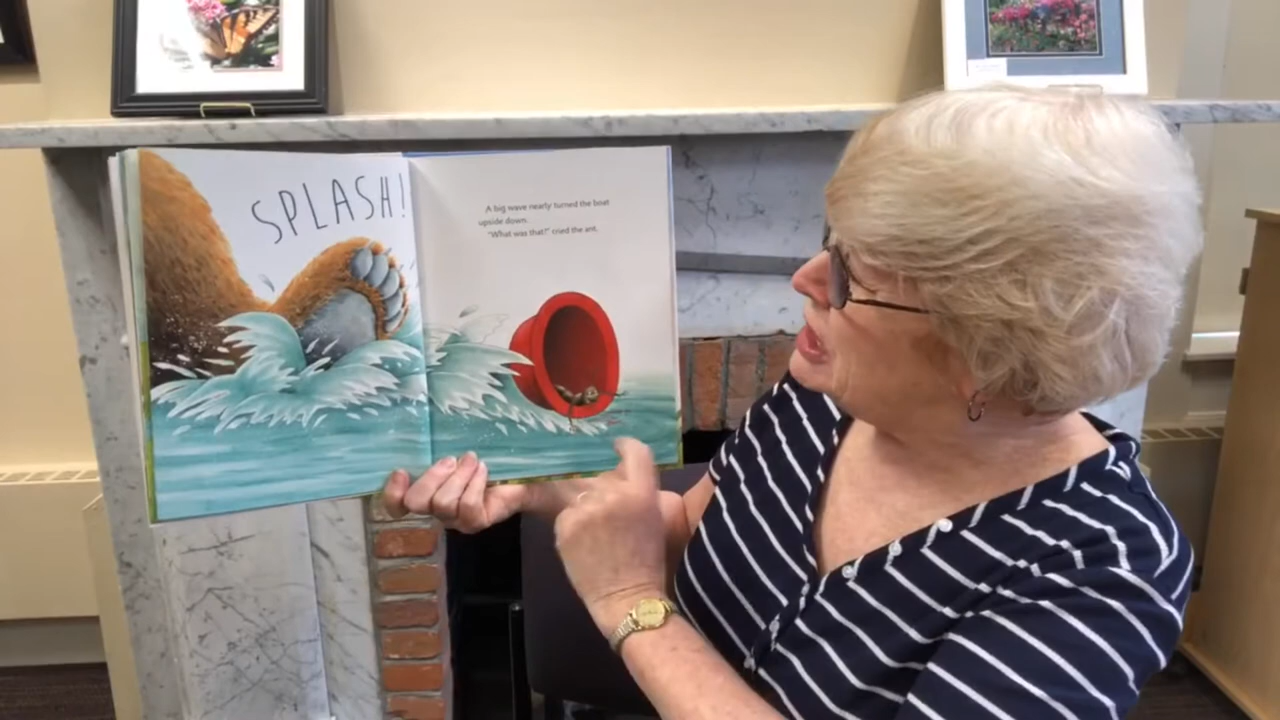 SPLASH!
A big wave nearly turned the boat
upside down.
"What was that?" cried the ant.